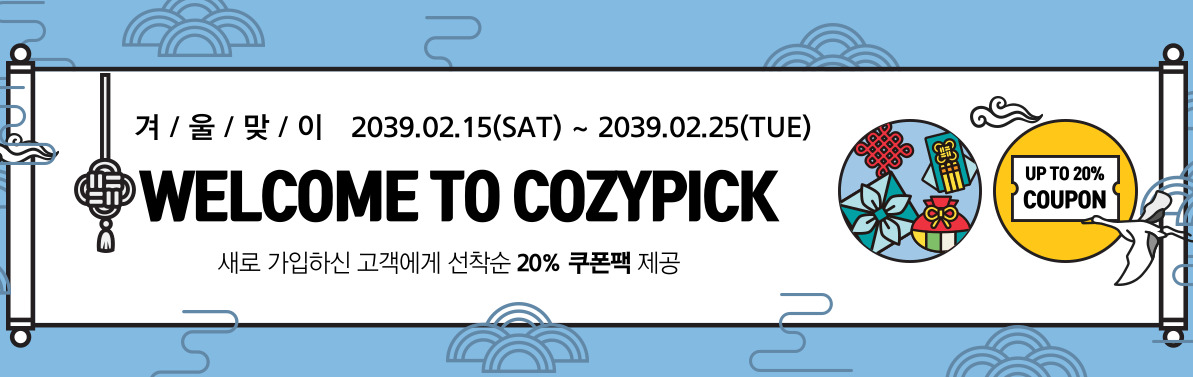 겨 / 울 / 맞 / 이 2039.02.15(SAT) ~ 2039.02.25(TUE)
WELCOME TO COZYPICK
새로 가입하신 고객에게 선착순 20% 쿠폰팩 제공
UP TO 20%
COUPON